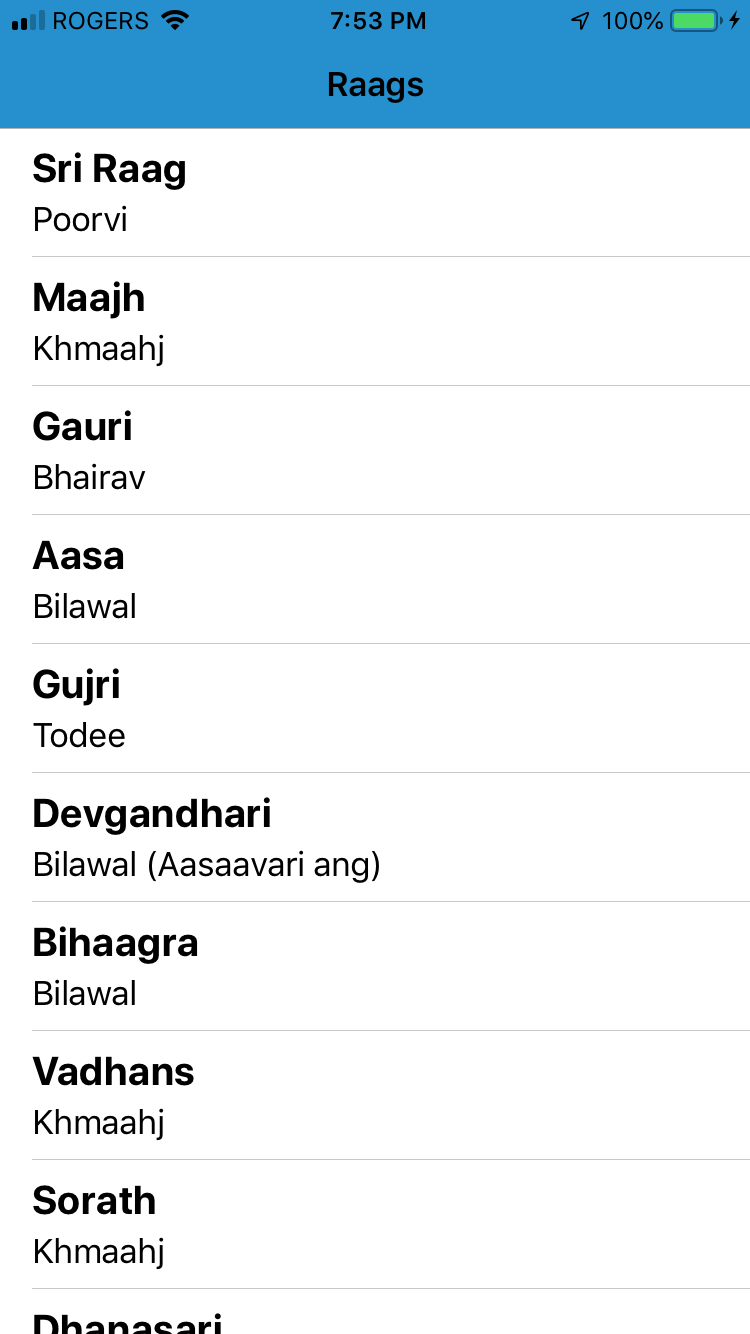 ROGERS 7:53 PM 100%
Raags
Sri Raag
Poorvi
Maajh
Khmaahj
Gauri
Bhairav
Aasa
Bilawal
Gujri
Todee
Devgandhari
Bilawal (Aasaavari ang)
Bihaagra
Bilawal
Vadhans
Khmaahj
Sorath
Khmaahj
Dhanasari